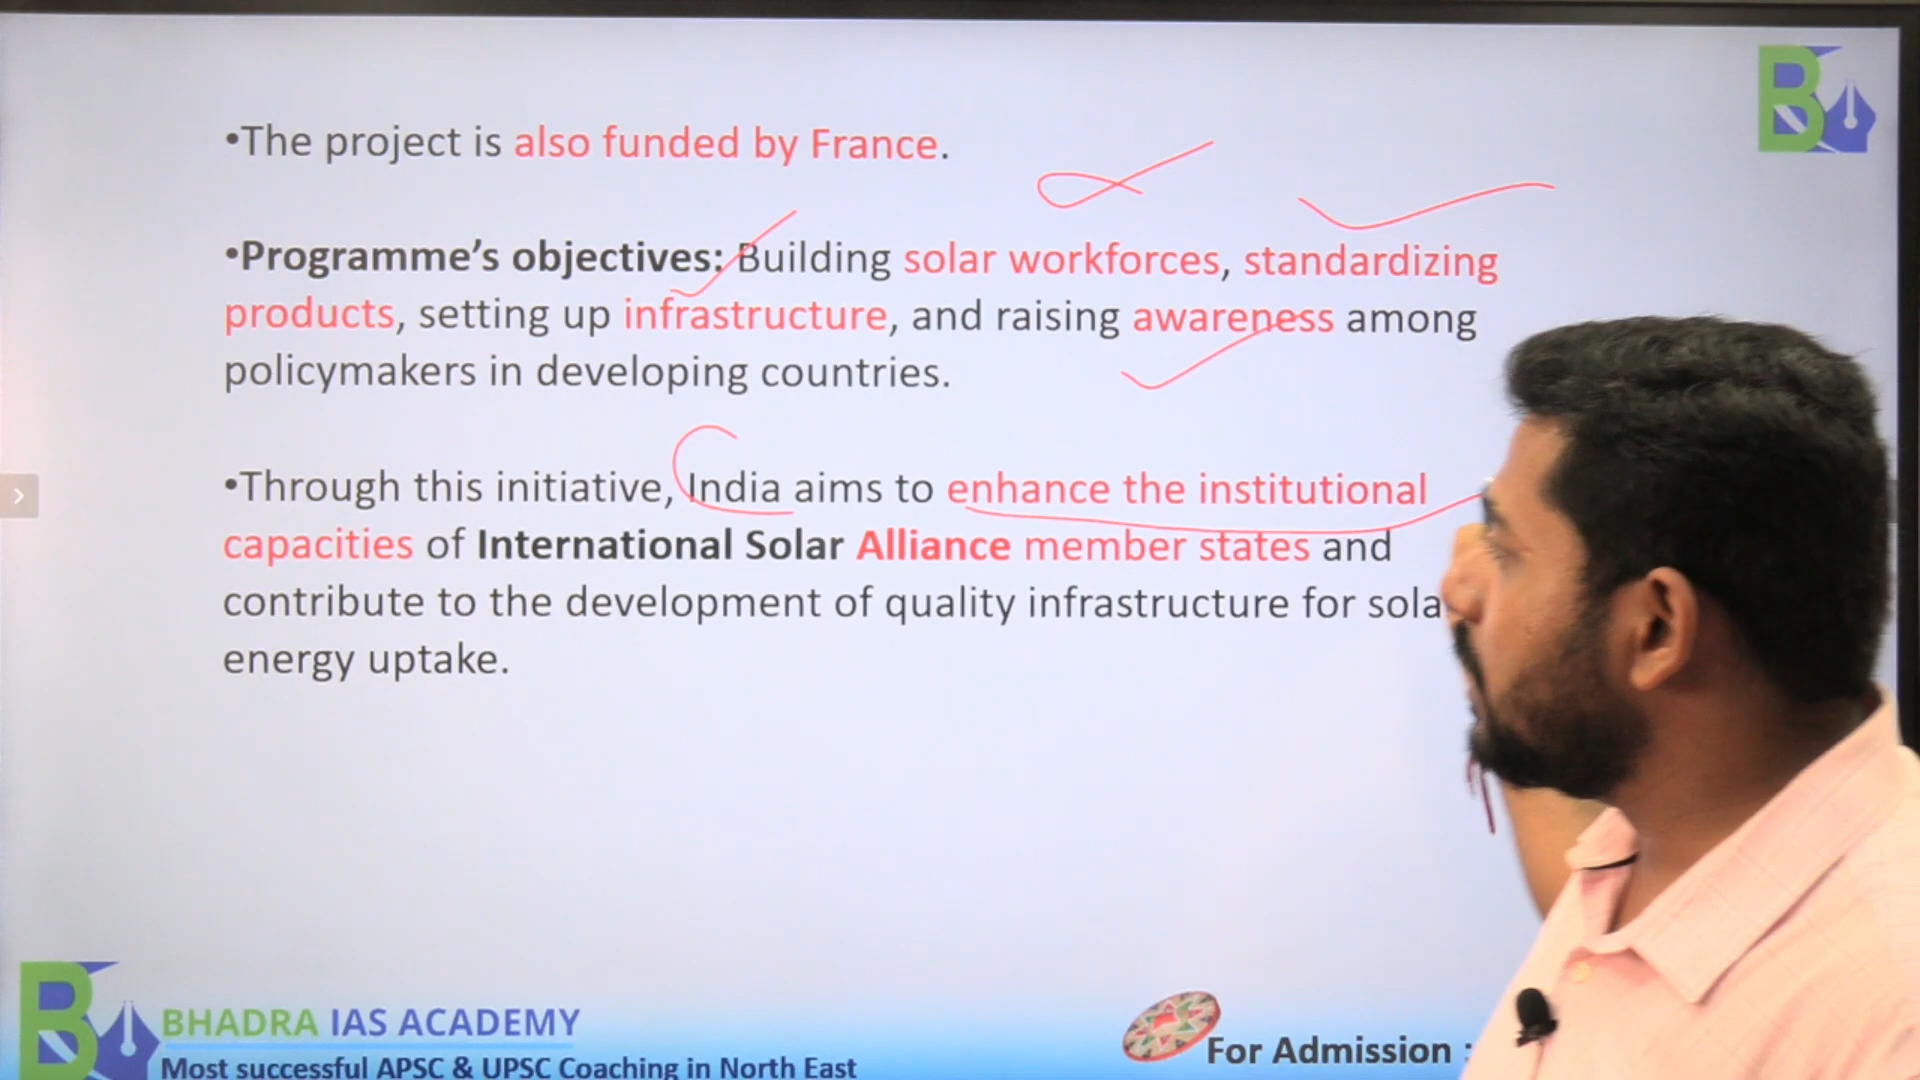 •The project is also funded by France.
•Programme’s objectives: Building solar workforces, standardizing
products, setting up infrastructure, and raising awareness among
policymakers in developing countries.
•Through this initiative, India aims to enhance the institutional
capacities of International Solar Alliance member states and
contribute to the development of quality infrastructure for
energy uptake.
BHADRA IAS ACADEMY
Most successful APSC & UPSC Coaching in North East
For Admission :